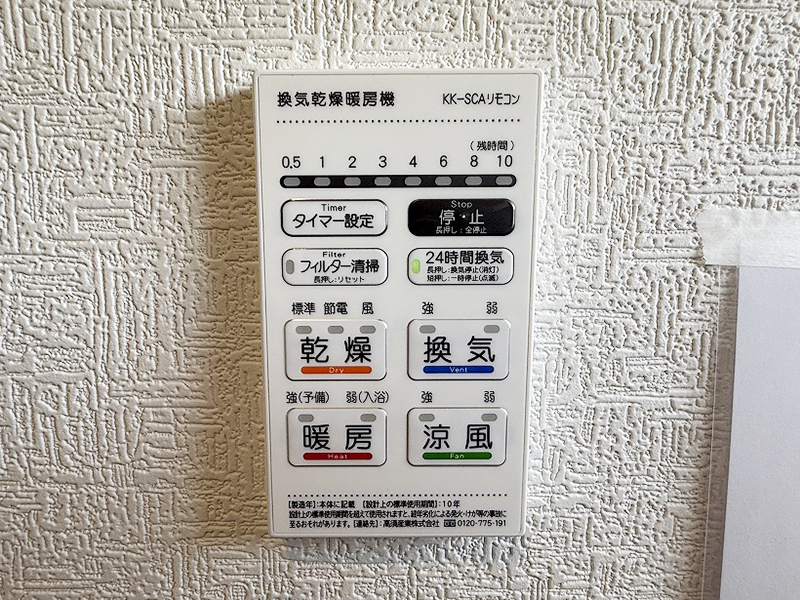 換気乾燥暖房機 KK-SCAリモコン
(残時間)
0.5 1 2 3 4 6 8 10
Timer
タイマー設定
Stop
停・止
長押し:全停止
Filter
フィルター清掃
長押し:リセット
24時間換気
長押し:換気停止(消灯)
短押し:一時停止(点滅)
標準 節電 風
乾燥
Dry
強 弱
換気
Vent
強(予備) 弱(入浴)
暖房
Heat
強 弱
涼風
Fan
【製造年】:本体に記載 【設計上の標準使用期間】:10年
設計上の標準使用期間を超えて使用されますと、経年劣化による発火・けが等の事故に
至るおそれがあります。【連絡先】:高須産業株式会社 0120-775-191